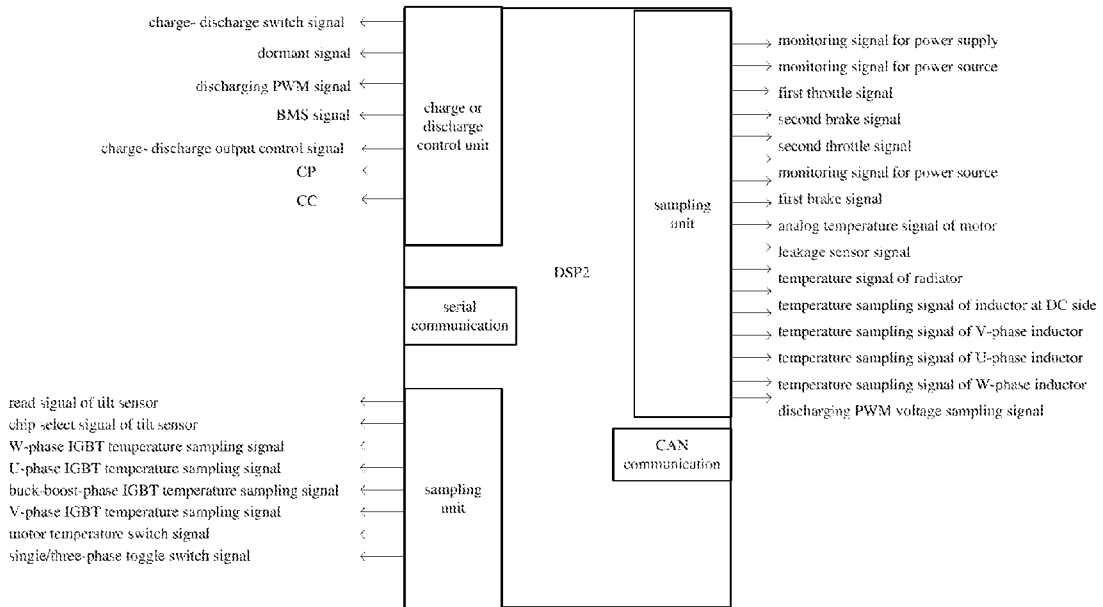 charge- discharge switch signal
dormant signal
discharging PWM signal
BMS signal
charge- discharge output control signal
CP
CC
charge or
discharge
control unit
serial
communication
read signal of tilt sensor
chip select signal of tilt sensor
W-phase IGBT temperature sampling signal
U-phase IGBT temperature sampling signal
buck-boost-phase IGBT temperature sampling signal
V-phase IGBT temperature sampling signal
motor temperature switch signal
single/three-phase toggle switch signal
sampling
unit
DSP2
sampling
unit
CAN
communication
monitoring signal for power supply
monitoring signal for power source
first throttle signal
second brake signal
second throttle signal
monitoring signal for power source
first brake signal
analog temperature signal of motor
leakage sensor signal
temperature signal of radiator
temperature sampling signal of inductor at DC side
temperature sampling signal of V-phase inductor
temperature sampling signal of U-phase inductor
temperature sampling signal of W-phase inductor
discharging PWM voltage sampling signal